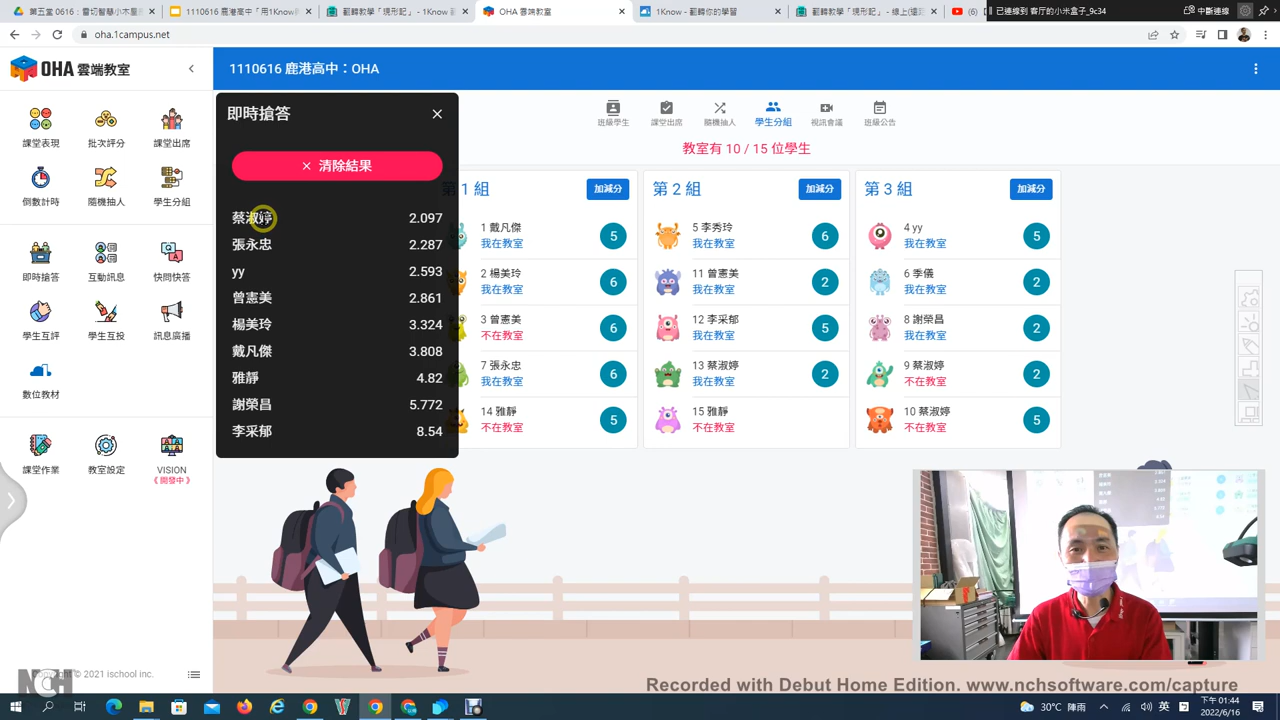 第五堂 0616：雷切智慧小木屋
1110616 鹿港高中「用1Know
範轉教學「現形記」- 1Know 範
OHA 雲端教室
1Know - 範轉你的學習
範轉教學「現形記」- 線上(遠
(6)
已連線到 客厅的小米盒子_9c34
中斷連線
oha.1campus.net
OHA 雲端教室
1110616 鹿港高中：OHA
課堂表現
批次評分
課堂出席
倒數計時
隨機抽人
學生分組
即時搶答
互動訊息
快問快答
學生互評
學生互投
訊息廣播
數位教材
課堂作業
教室設定
VISION
《 開發中 》
Copyright © 2021 ischool inc.
即時搶答
清除結果
蔡淑婷 2.097
張永忠 2.287
yy 2.593
曾憲美 2.861
楊美玲 3.324
戴凡傑 3.808
雅靜 4.82
謝榮昌 5.772
李采郁 8.54
班級學生
課堂出席
隨機抽人
學生分組
視訊會議
班級公告
教室有 10 / 15 位學生
第 1 組 加減分
1 戴凡傑
我在教室
5
2 楊美玲
我在教室
6
3 曾憲美
不在教室
6
7 張永忠
我在教室
6
14 雅靜
不在教室
5
第 2 組 加減分
5 李秀玲
我在教室
6
11 曾憲美
我在教室
2
12 李采郁
我在教室
5
13 蔡淑婷
我在教室
2
15 雅靜
不在教室
第 3 組 加減分
4 yy
我在教室
5
6 季儀
我在教室
2
8 謝榮昌
我在教室
2
9 蔡淑婷
不在教室
2
10 蔡淑婷
不在教室
5
NCH
Recorded with Debut Home Edition. www.nchsoftware.com/capture
30°C 陣雨
英
下午 01:44
2022/6/16